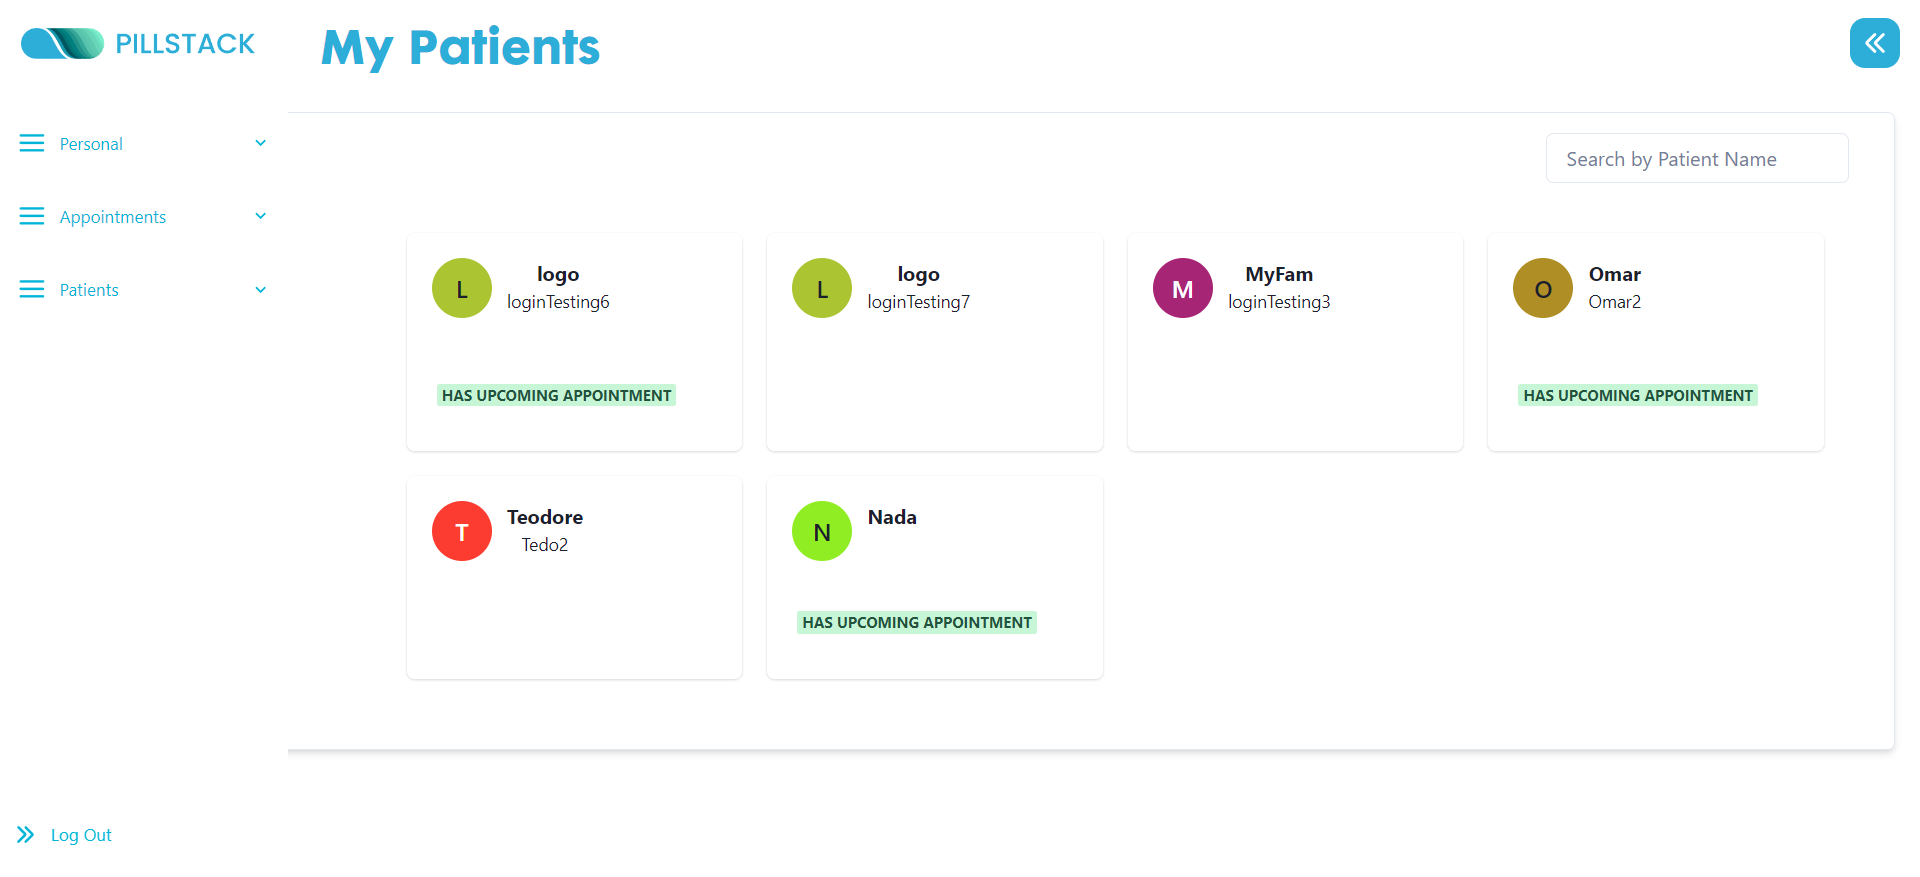 PILLSTACK
My Patients
Personal
Appointments
Patients
Search by Patient Name
L
logo
loginTesting6
HAS UPCOMING APPOINTMENT
L
logo
loginTesting7
M
MyFam
loginTesting3
O
Omar
Omar2
HAS UPCOMING APPOINTMENT
T
Teodore
Tedo2
N
Nada
HAS UPCOMING APPOINTMENT
Log Out